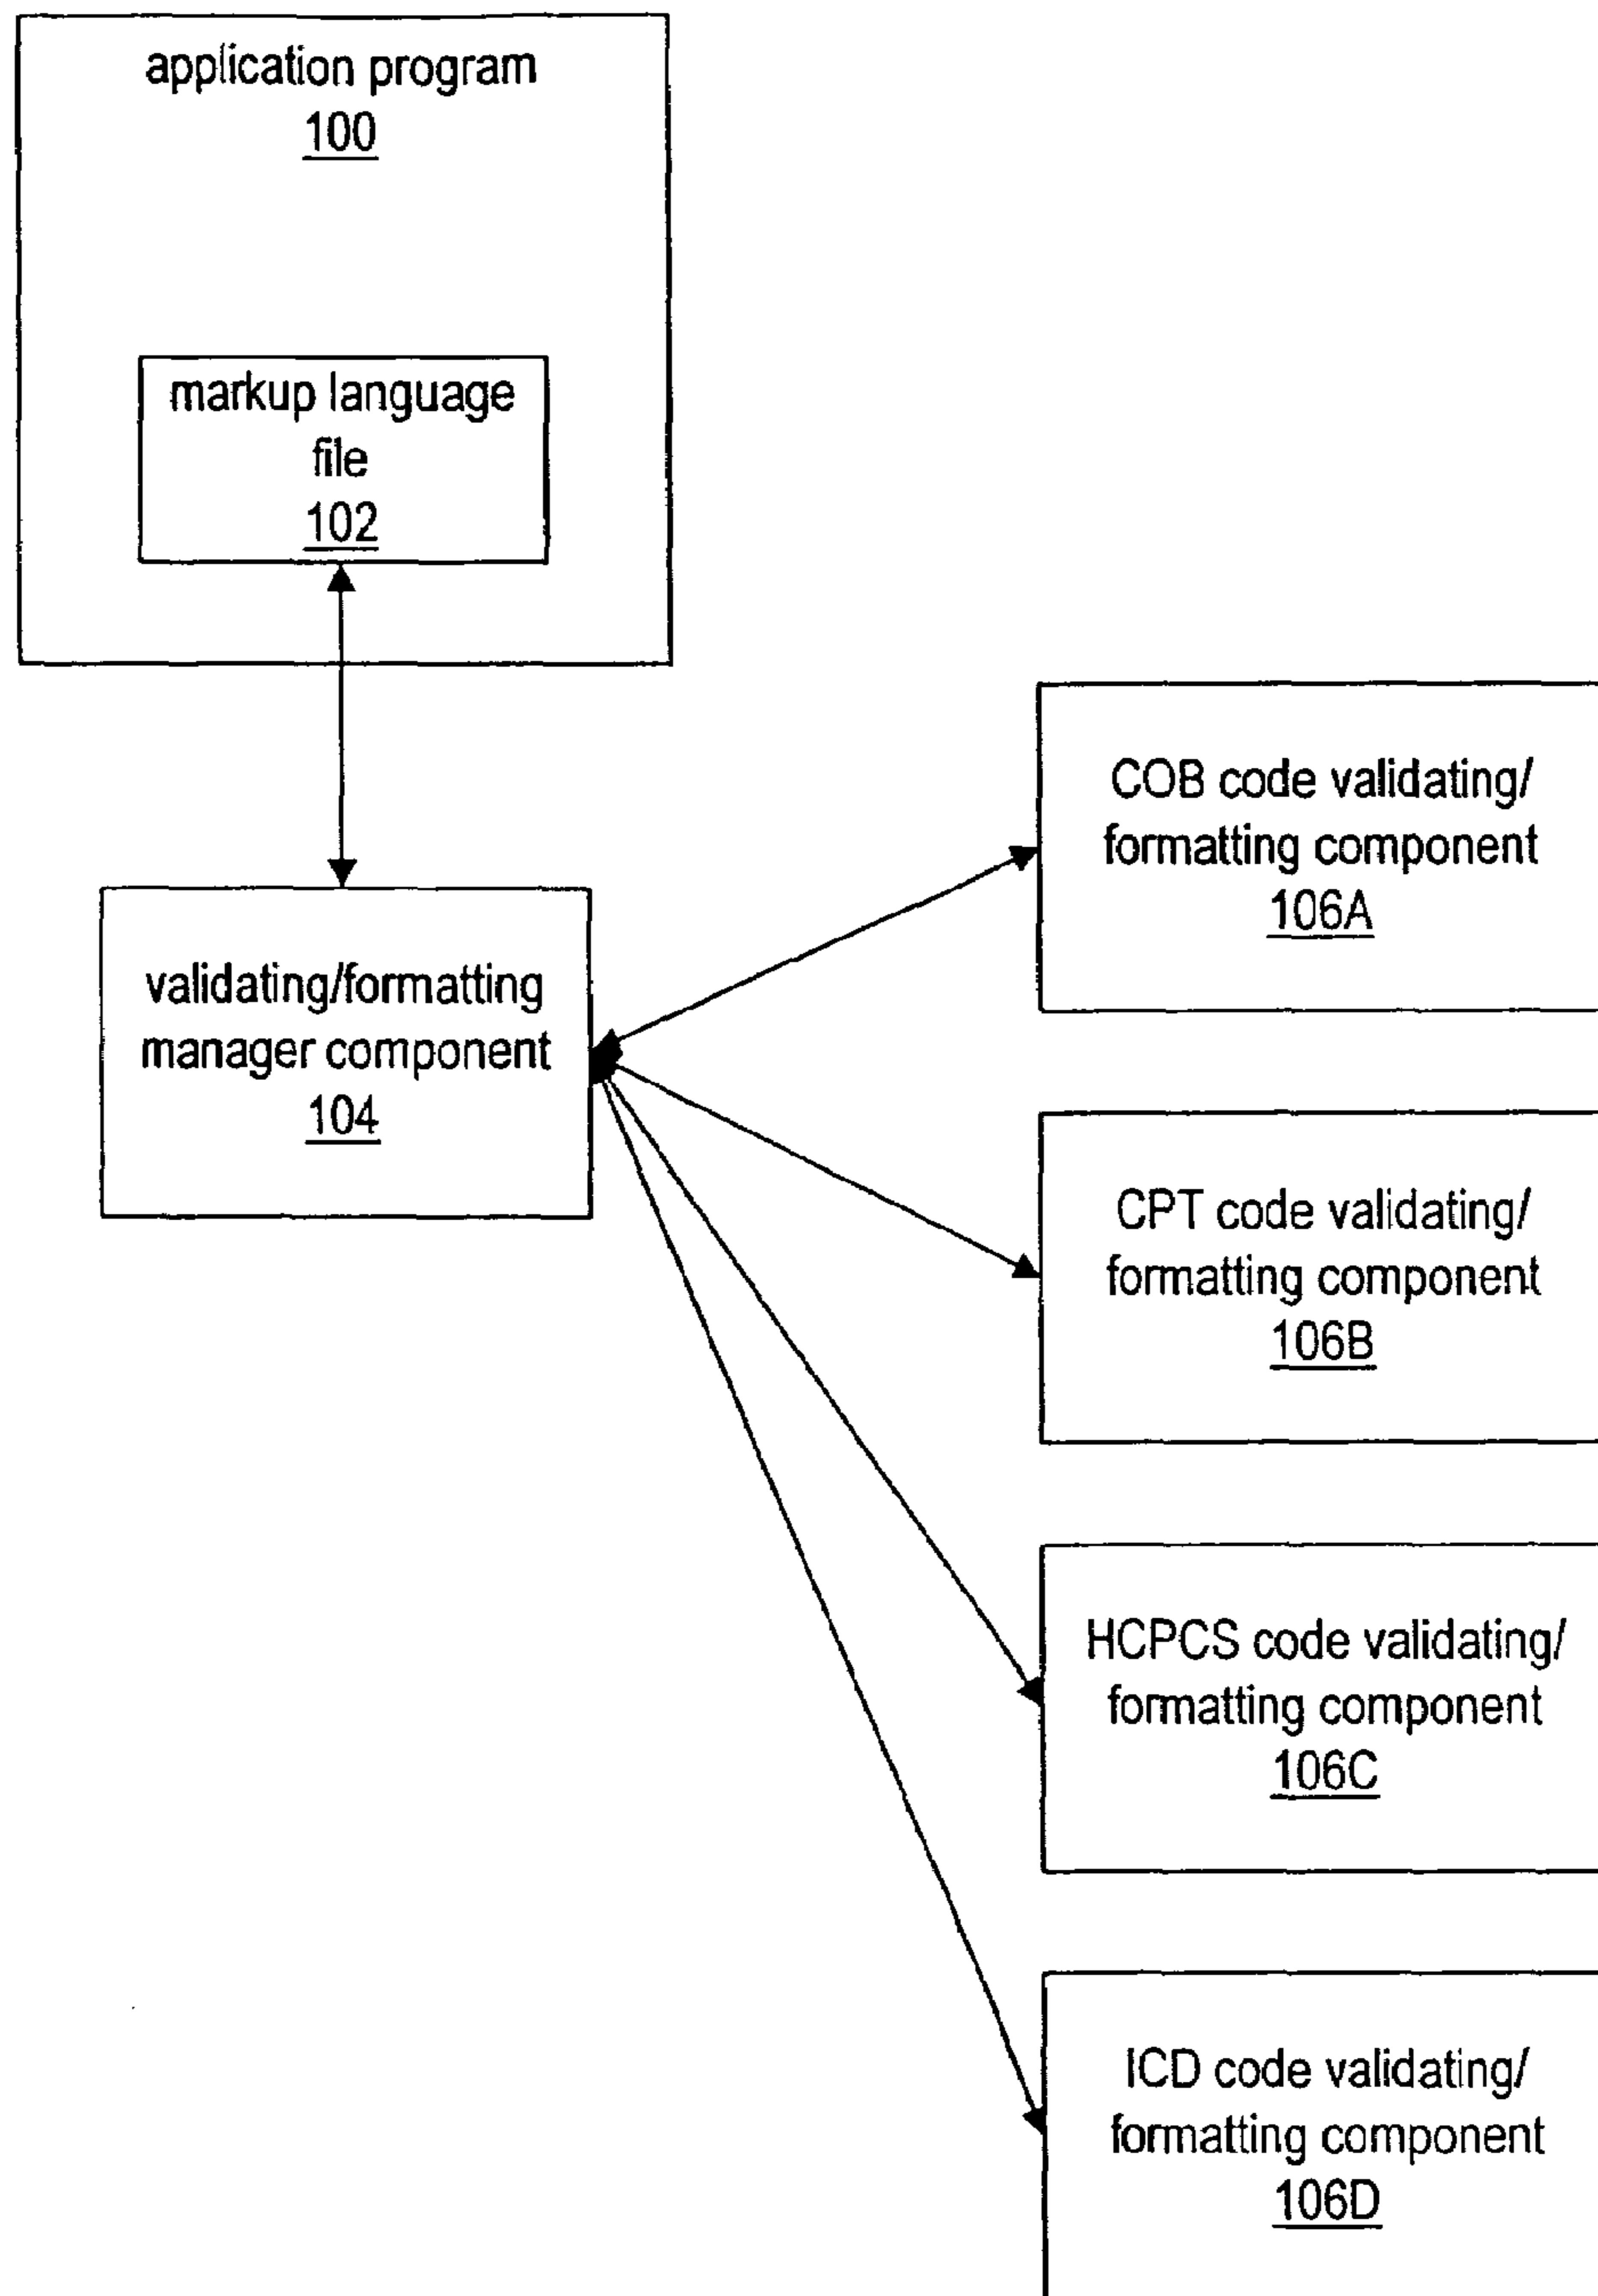 application program
100
markup language
file
102
validating/formatting
manager component
104
COB code validating/
formatting component
106A
CPT code validating/
formatting component
106B
HCPCS code validating/
formatting component
106C
ICD code validating/
formatting component
106D